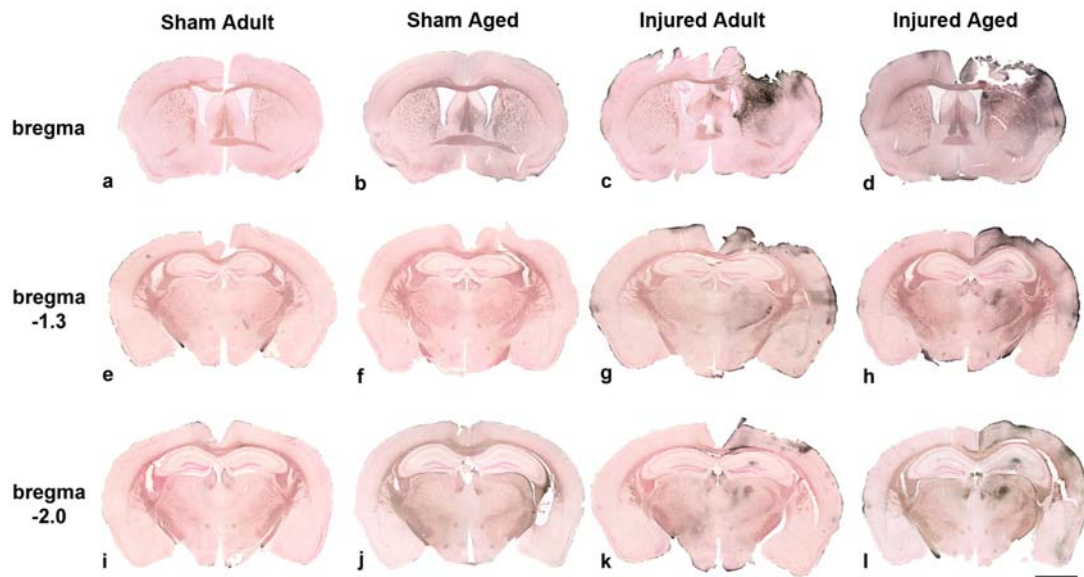 Sham Adult Sham Aged Injured Adult Injured Aged
bregma
a b c d
bregma
-1.3
e f g h
bregma
-2.0
i j k l